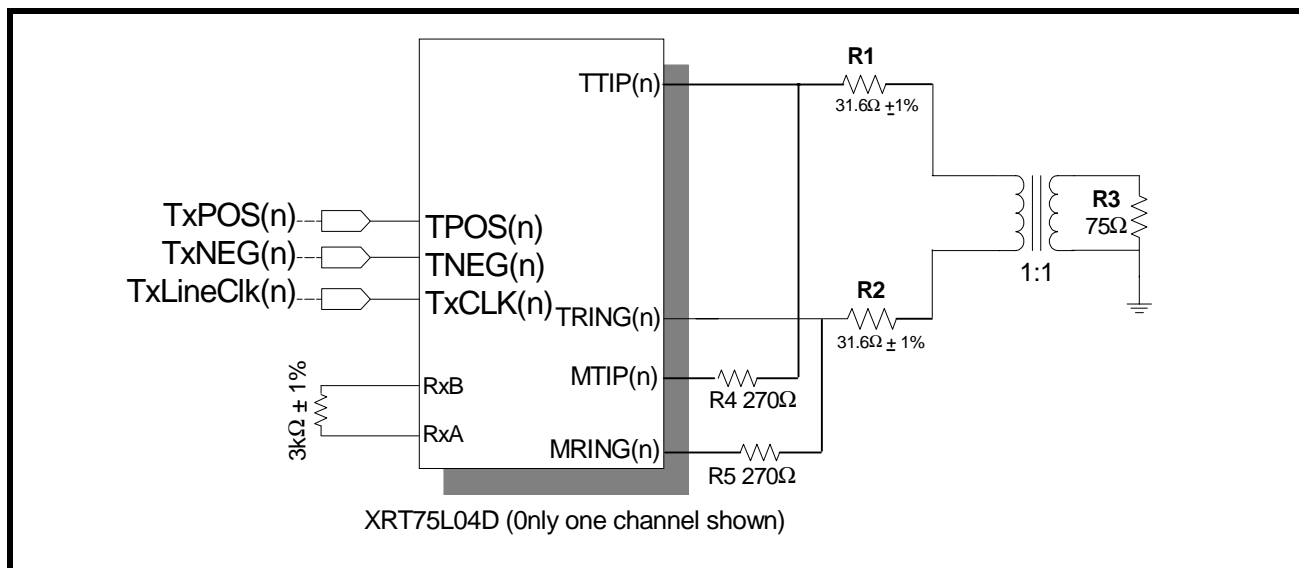 R1
TTIP(n)
31.6Ω ±1%
R3
75Ω
TxPOS(n)
TPOS(n)
TxNEG(n)
TNEG(n)
1:1
TxLineClk(n)
TxCLK(n)
R2
TRING(n)
31.6Ω ± 1%
MTIP(n)
R4 270Ω
3kΩ ± 1%
RxB
RxA
MRING(n)
R5 270Ω
XRT75L04D (0nly one channel shown)